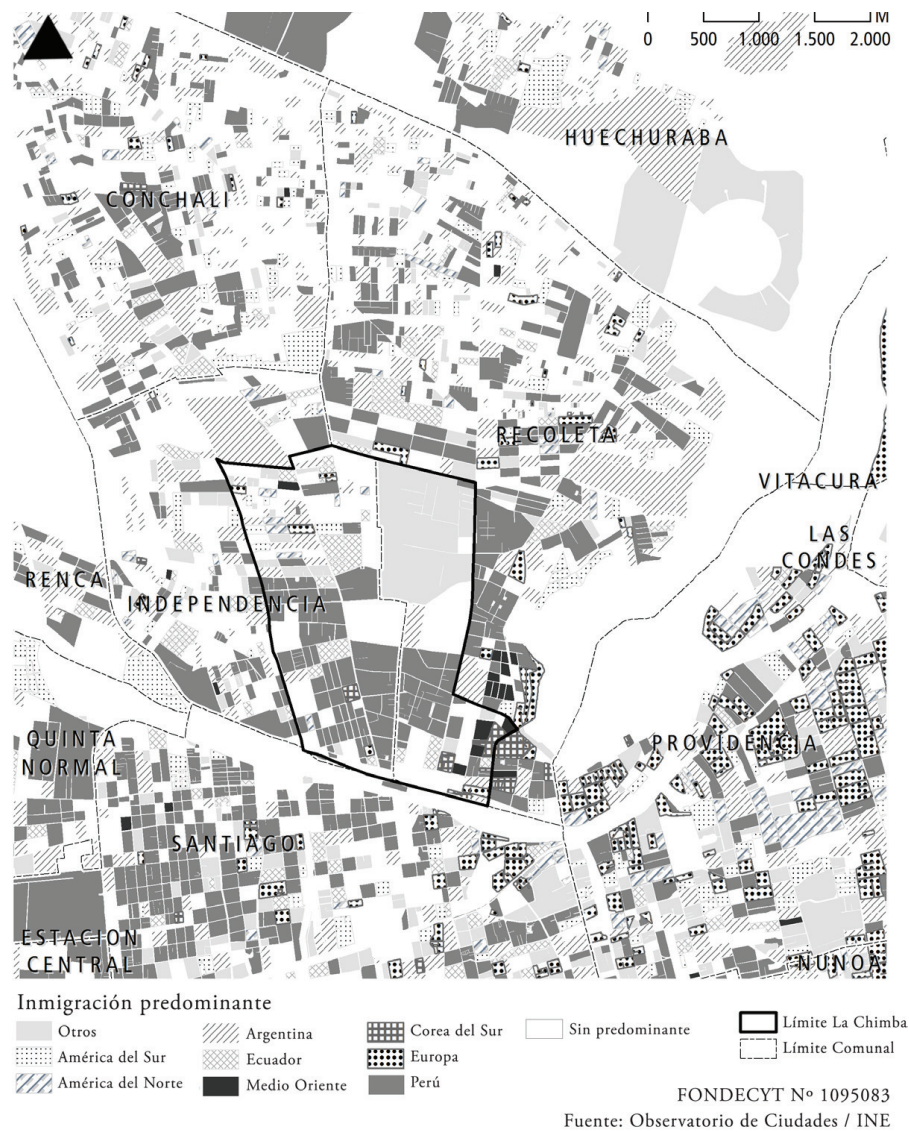 M
0 500 1.000 1.500 2.000
HUECHURABA
CONCHALI
RECOLETA
VITACURA
LAS
CONDES
RENCA
INDEPENDENCIA
QUINTA
NORMAL
PROVIDENCIA
SANTIAGO
ESTACION
CENTRAL
NUNOA
Inmigración predominante
Otros
América del Sur
América del Norte
Argentina
Ecuador
Medio Oriente
Corea del Sur
Europa
Perú
Sin predominante
Límite La Chimba
Límite Comunal
FONDECYT Nº 1095083
Fuente: Observatorio de Ciudades / INE